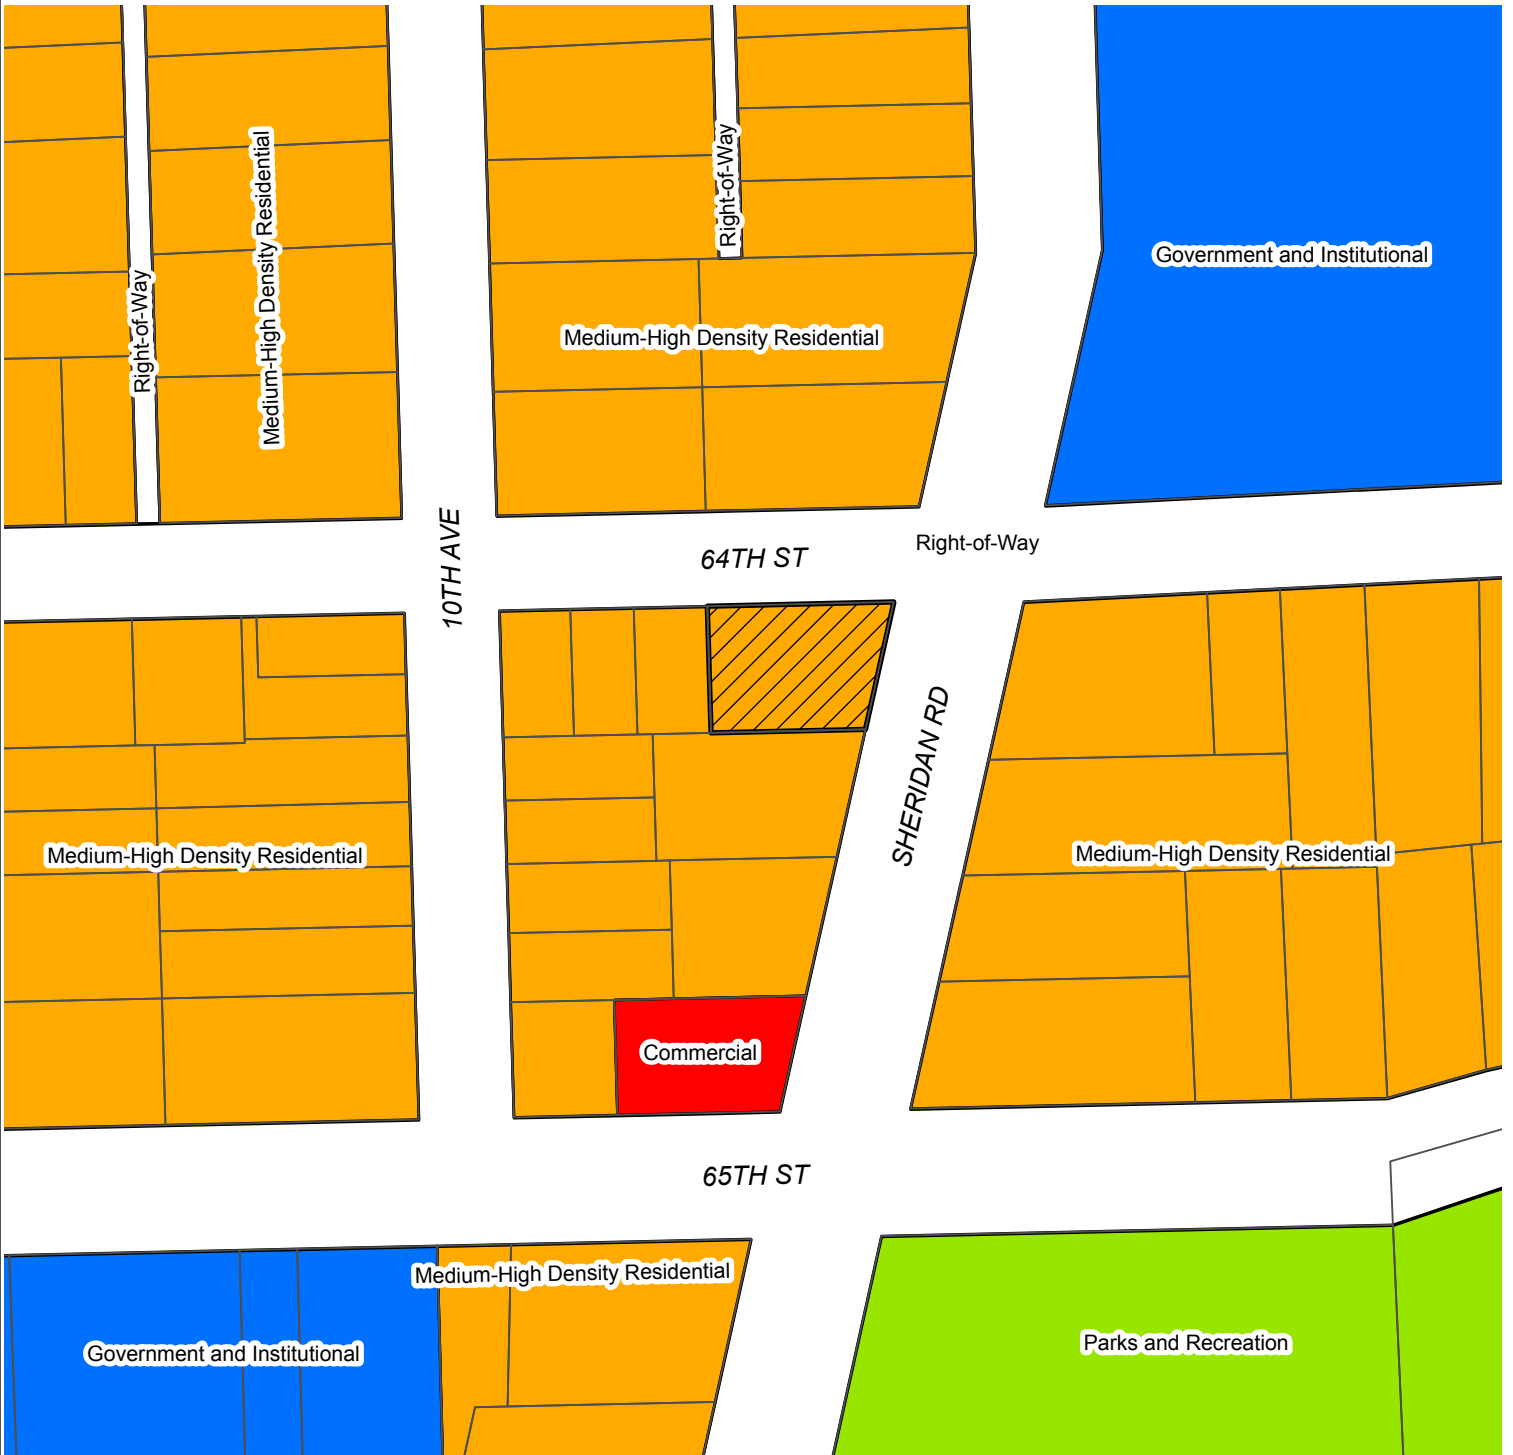 Medium-High Density Residential
Right-of-Way
Government and Institutional
Right-of-Way
Medium-High Density Residential
10TH AVE
64TH ST
Right-of-Way
SHERIDAN RD
Medium-High Density Residential
Medium-High Density Residential
Commercial
65TH ST
Medium-High Density Residential
Government and Institutional
Parks and Recreation